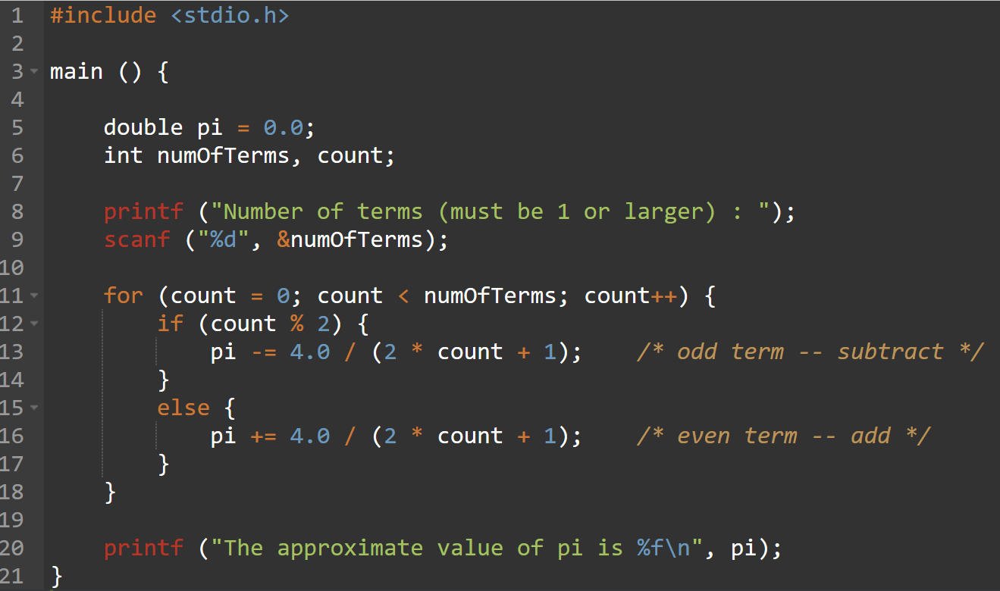 1 #include <stdio.h>
2
3 main () {
4
5     double pi = 0.0;
6     int numOfTerms, count;
7
8     printf ("Number of terms (must be 1 or larger) : ");
9     scanf ("%d", &numOfTerms);
10
11     for (count = 0; count < numOfTerms; count++) {
12         if (count % 2) {
13             pi -= 4.0 / (2 * count + 1);    /* odd term -- subtract */
14         }
15         else {
16             pi += 4.0 / (2 * count + 1);    /* even term -- add */
17         }
18     }
19
20     printf ("The approximate value of pi is %f\n", pi);
21 }